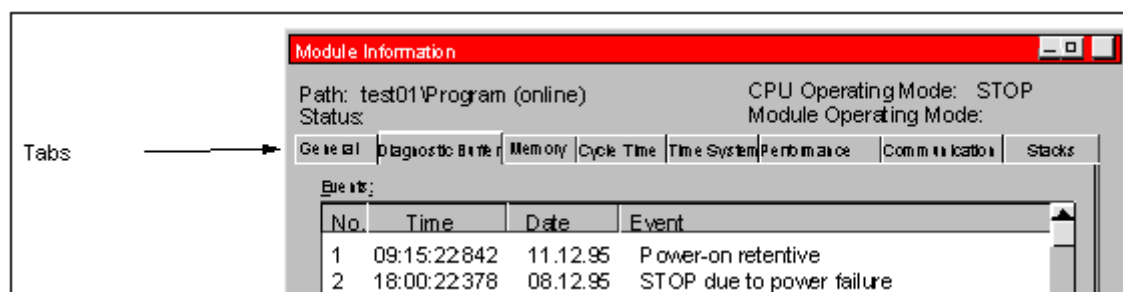 Module Information
Path: test01\Program (online) CPU Operating Mode: STOP
Status: Module Operating Mode:
Tabs General Diagnostic Buffer Memory Cycle Time Time System Performance Communication Stacks
Events:
No. Time Date Event
1 09:15:22842 11.12.95 Power-on retentive
2 18:00:22378 08.12.95 STOP due to power failure